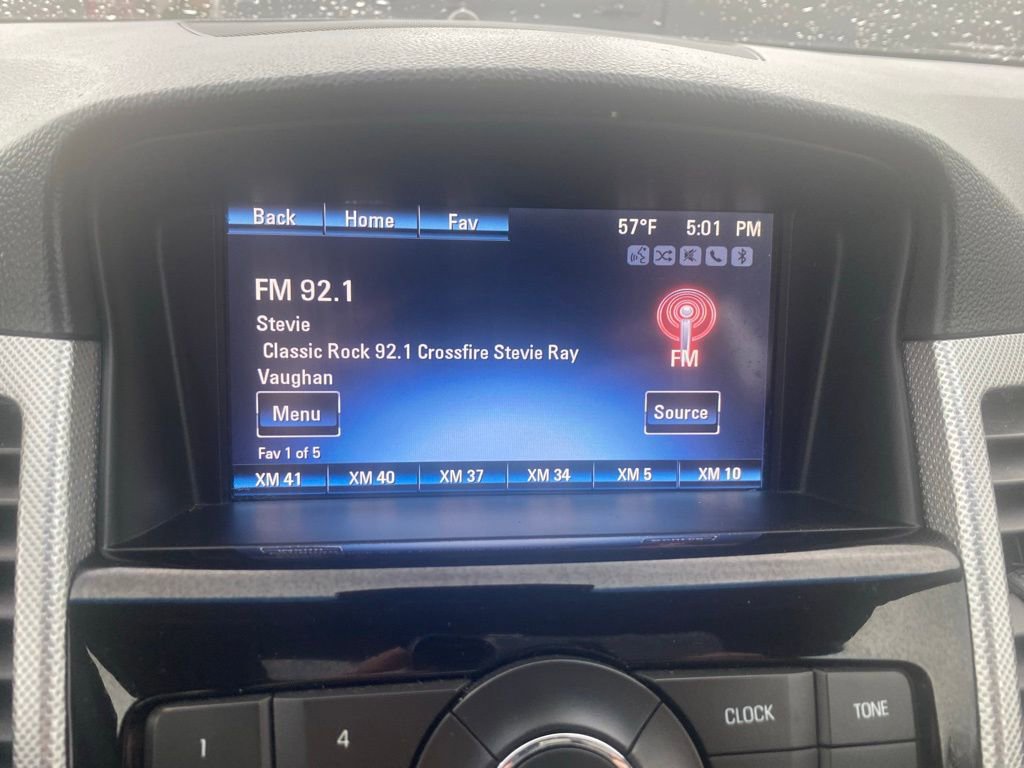 Back Home Fav 57°F 5:01 PM
FM 92.1
Stevie
Classic Rock 92.1 Crossfire Stevie Ray
Vaughan
FM
Menu Source
Fav 1 of 5
XM 41 XM 40 XM 37 XM 34 XM 5 XM 10
1 4 CLOCK TONE